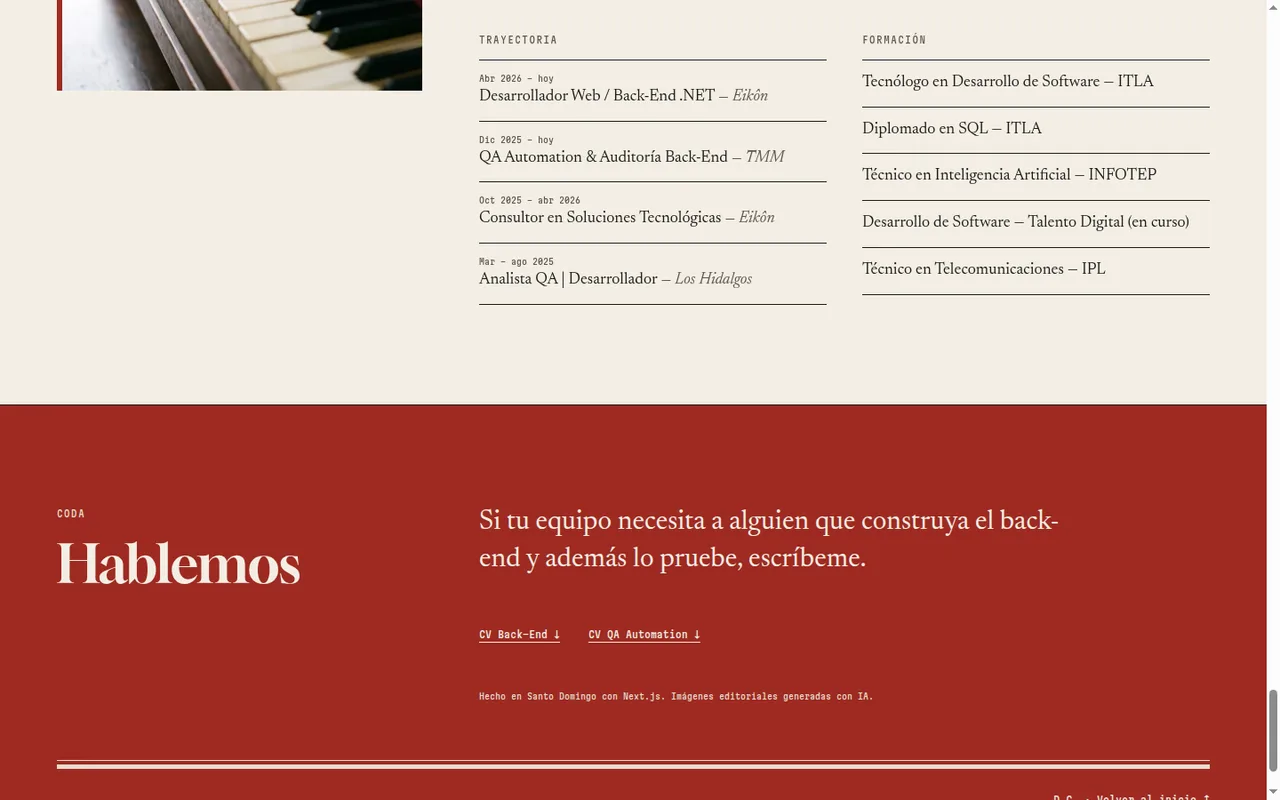 TRAYECTORIA
Abr 2026 – hoy
Desarrollador Web / Back-End .NET – Eikôn
Dic 2025 – hoy
QA Automation & Auditoría Back-End – TMM
Oct 2025 – abr 2026
Consultor en Soluciones Tecnológicas – Eikôn
Mar – ago 2025
Analista QA | Desarrollador – Los Hidalgos
FORMACIÓN
Tecnólogo en Desarrollo de Software – ITLA
Diplomado en SQL – ITLA
Técnico en Inteligencia Artificial – INFOTEP
Desarrollo de Software – Talento Digital (en curso)
Técnico en Telecomunicaciones – IPL
CODA
Hablemos
Si tu equipo necesita a alguien que construya el back-
end y además lo pruebe, escríbeme.
CV Back-End ↓ CV QA Automation ↓
Hecho en Santo Domingo con Next.js. Imágenes editoriales generadas con IA.
D.C. · Volver al inicio ↑